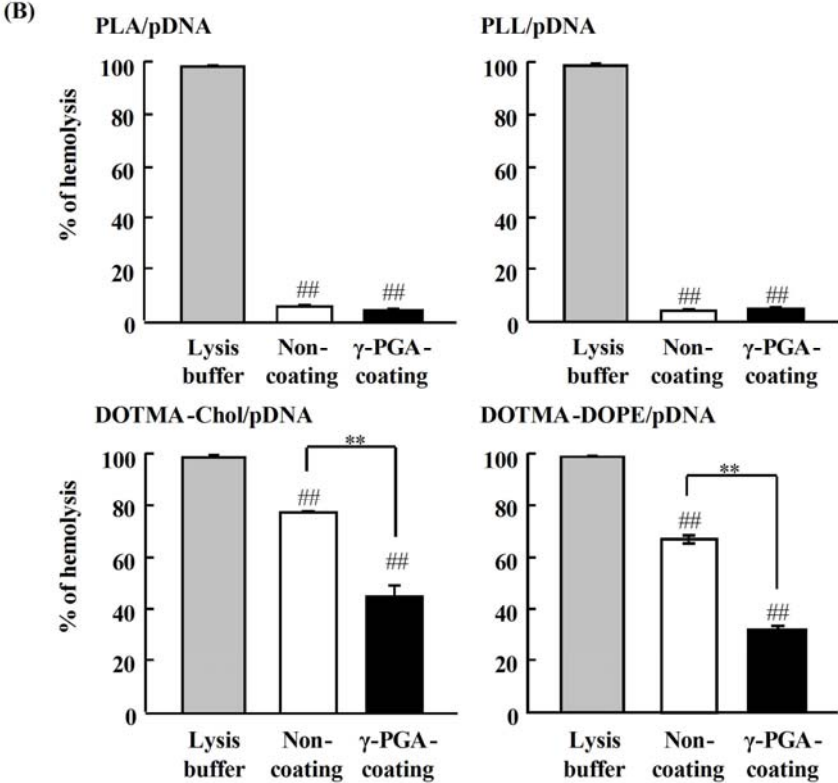 (B)
PLA/pDNA
PLL/pDNA
% of hemolysis
100
80
60
40
20
0
##
##
Lysis
buffer
Non-
coating
γ-PGA-
coating
100
80
60
40
20
0
##
##
Lysis
buffer
Non-
coating
γ-PGA-
coating
DOTMA-Chol/pDNA
DOTMA-DOPE/pDNA
% of hemolysis
100
80
60
40
20
0
**
##
##
Lysis
buffer
Non-
coating
γ-PGA-
coating
100
80
60
40
20
0
**
##
##
Lysis
buffer
Non-
coating
γ-PGA-
coating